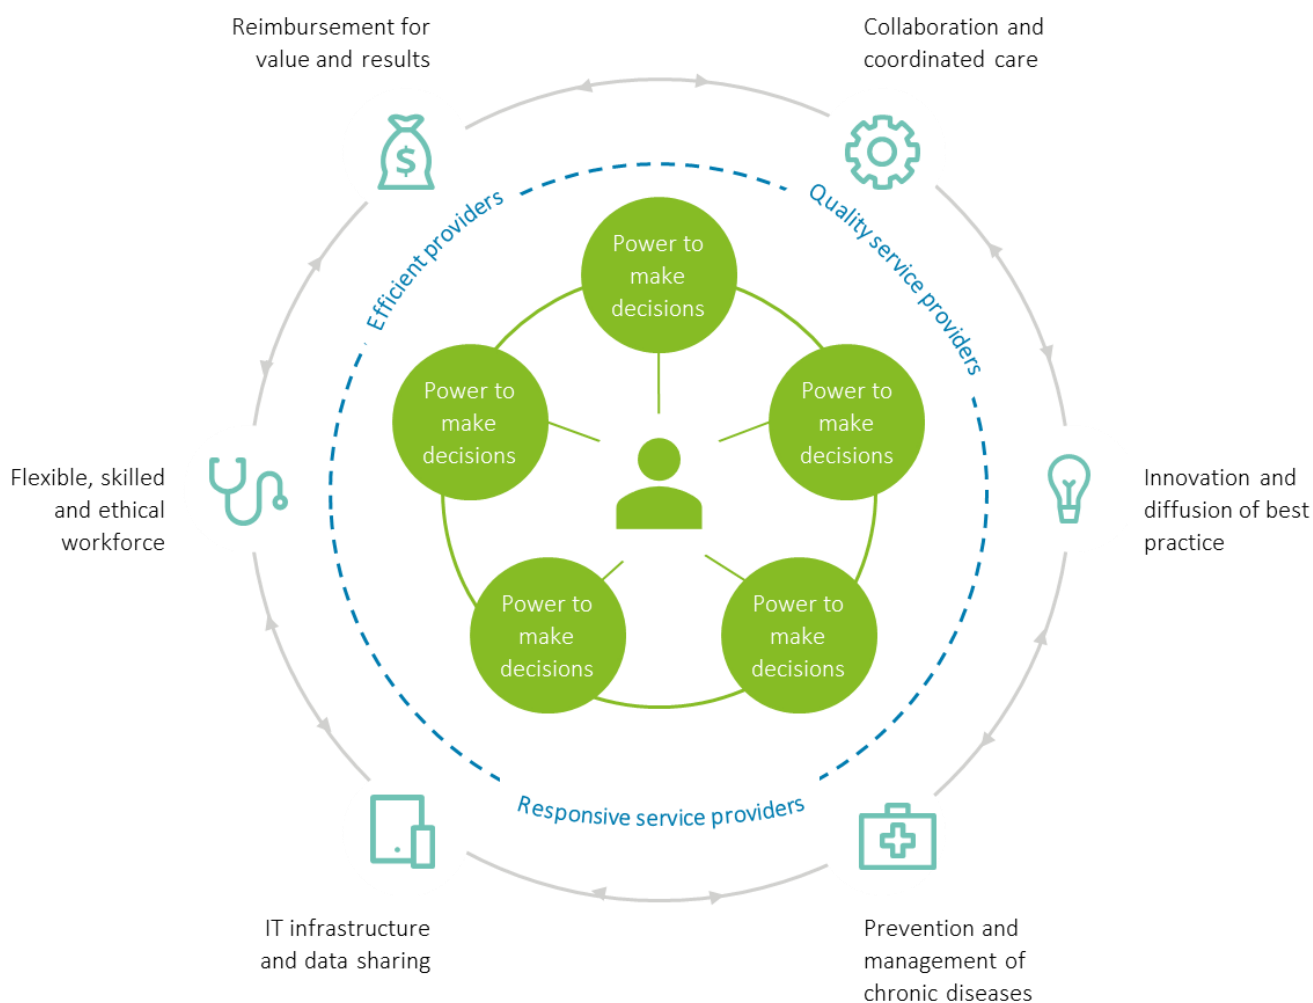 Reimbursement for
value and results
Collaboration and
coordinated care
Efficient providers
Quality service providers
Power to
make
decisions
Power to
make
decisions
Power to
make
decisions
Flexible, skilled
and ethical
workforce
Innovation and
diffusion of best
practice
Power to
make
decisions
Power to
make
decisions
Responsive service providers
IT infrastructure
and data sharing
Prevention and
management of
chronic diseases